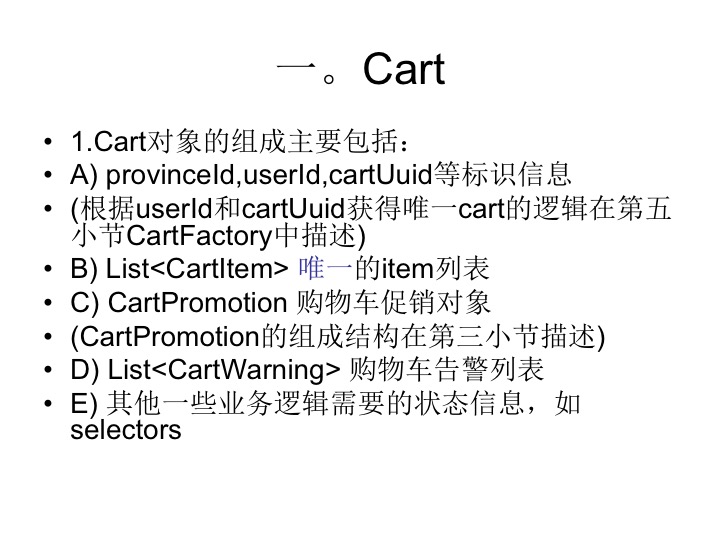 一。Cart
• 1.Cart对象的组成主要包括：
• A) provinceId,userId,cartUuid等标识信息
• (根据userId和cartUuid获得唯一cart的逻辑在第五
小节CartFactory中描述)
• B) List<CartItem> 唯一的item列表
• C) CartPromotion 购物车促销对象
• (CartPromotion的组成结构在第三小节描述)
• D) List<CartWarning> 购物车告警列表
• E) 其他一些业务逻辑需要的状态信息，如
selectors